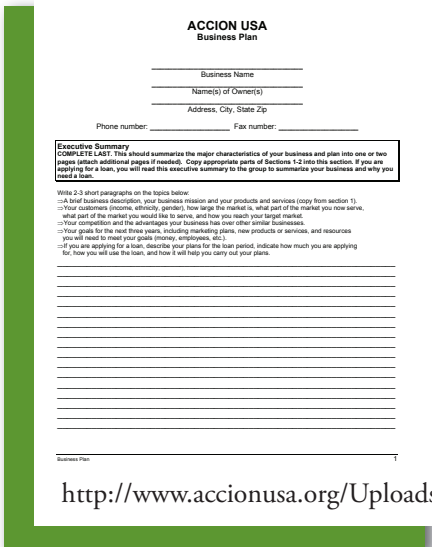 ACCION USA
Business Plan
Business Name
Name(s) of Owner(s)
Address, City, State Zip
Phone number: Fax number:
Executive Summary
COMPLETE LAST. This should summarize the major characteristics of your business and plan into one or two
pages (attach additional pages if needed). Copy appropriate parts of Sections 1-2 into this section. If you are
applying for a loan, you will read this executive summary to the group to summarize your business and why you
need a loan.
Write 2-3 short paragraphs on the topics below:
⇒A brief business description, your business mission and your products and services (copy from section 1).
⇒Your customers (income, ethnicity, gender), how large the market is, what part of the market you now serve,
what part of the market you would like to serve, and how you reach your target market.
⇒Your competition and the advantages your business has over other similar businesses.
⇒Your goals for the next three years, including marketing plans, new products or services, and resources
you will need to meet your goals (money, employees, etc.).
⇒If you are applying for a loan, describe your plans for the loan period, indicate how much you are applying
for, how you will use the loan, and how it will help you carry out your plans.
Business Plan 1
http://www.accionusa.org/Uploads